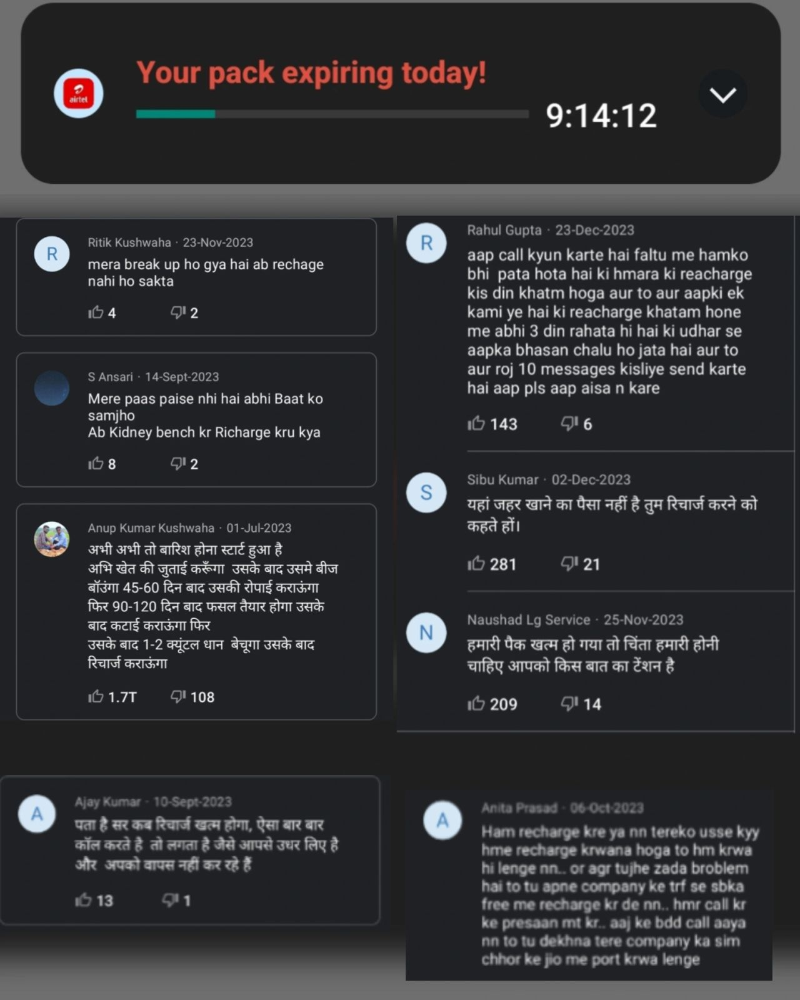 airtel
Your pack expiring today!
9:14:12
R
Ritik Kushwaha · 23-Nov-2023
mera break up ho gya hai ab rechage
nahi ho sakta
4 2
S Ansari · 14-Sept-2023
Mere paas paise nhi hai abhi Baat ko
samjho
Ab Kidney bench kr Richarge kru kya
8 2
Anup Kumar Kushwaha · 01-Jul-2023
अभी अभी तो बारिश होना स्टार्ट हुआ है
अभि खेत की जुताई करूँगा उसके बाद उसमे बीज
बॉउंगा 45-60 दिन बाद उसकी रोपाई कराऊंगा
फिर 90-120 दिन बाद फसल तैयार होगा उसके
बाद कटाई कराऊंगा फिर
उसके बाद 1-2 क्यूंटल धान बेचूगा उसके बाद
रिचार्ज कराऊंगा
1.7T 108
R
Rahul Gupta · 23-Dec-2023
aap call kyun karte hai faltu me hamko
bhi pata hota hai ki hmara ki reacharge
kis din khatm hoga aur to aur aapki ek
kami ye hai ki reacharge khatam hone
me abhi 3 din rahata hi hai ki udhar se
aapka bhasan chalu ho jata hai aur to
aur roj 10 messages kisliye send karte
hai aap pls aap aisa n kare
143 6
S
Sibu Kumar · 02-Dec-2023
यहां जहर खाने का पैसा नहीं है तुम रिचार्ज करने को
कहते हों।
281 21
N
Naushad Lg Service · 25-Nov-2023
हमारी पैक खत्म हो गया तो चिंता हमारी होनी
चाहिए आपको किस बात का टेंशन है
209 14
A
Ajay Kumar · 10-Sept-2023
पता है सर कब रिचार्ज खत्म होगा, ऐसा बार बार
कॉल करते है तो लगता है जैसे आपसे उधर लिए है
और अपको वापस नहीं कर रहे हैं
13 1
A
Anita Prasad · 06-Oct-2023
Ham recharge kre ya nn tereko usse kyy
hme recharge krwana hoga to hm krwa
hi lenge nn.. or agr tujhe zada broblem
hai to tu apne company ke trf se sbka
free me recharge kr de nn.. hmr call kr
ke presaan mt kr.. aaj ke bdd call aaya
nn to tu dekhna tere company ka sim
chhor ke jio me port krwa lenge